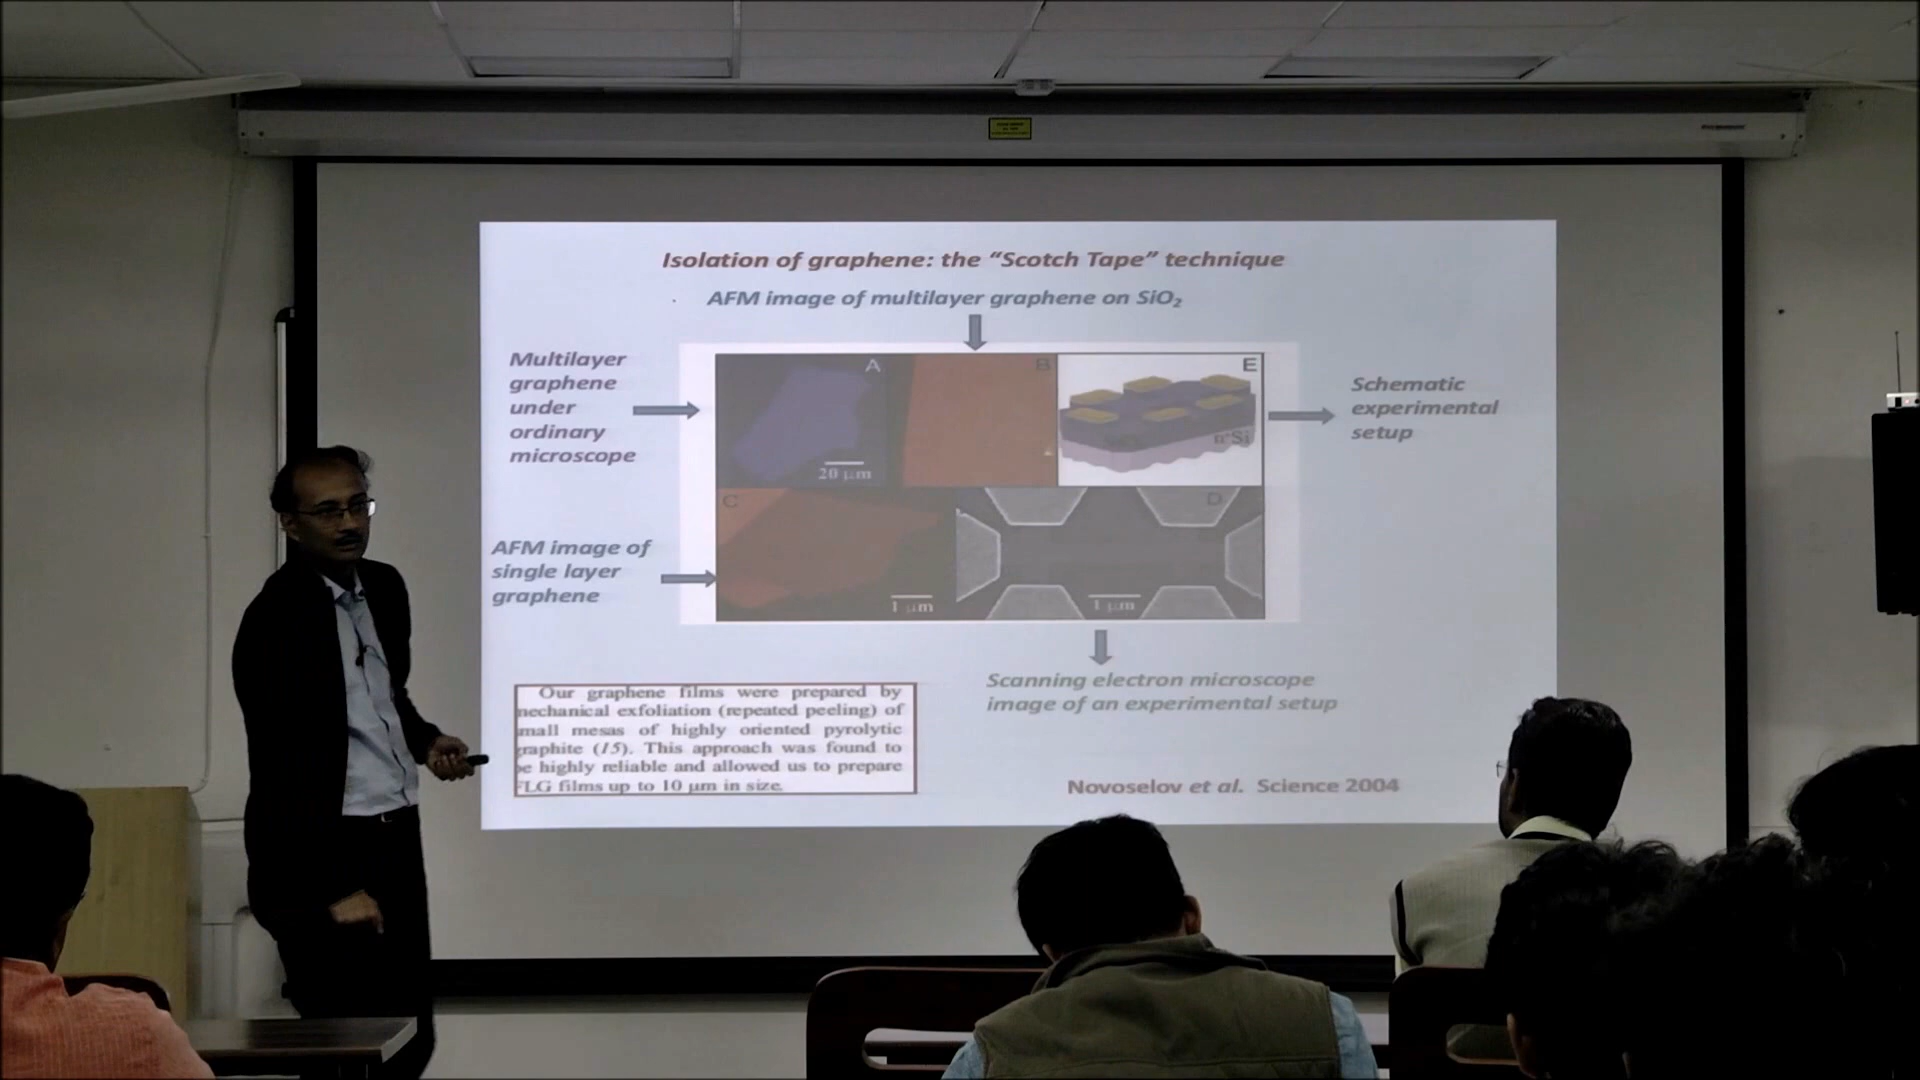 Isolation of graphene: the “Scotch Tape” technique
AFM image of multilayer graphene on SiO₂
Multilayer
graphene
under
ordinary
microscope
A
B
E
20 µm
n⁺Si
Schematic
experimental
setup
AFM image of
single layer
graphene
C
D
1 µm
1 µm
Scanning electron microscope
image of an experimental setup
Our graphene films were prepared by
mechanical exfoliation (repeated peeling) of
small mesas of highly oriented pyrolytic
graphite (15). This approach was found to
be highly reliable and allowed us to prepare
FLG films up to 10 µm in size.
Novoselov et al. Science 2004